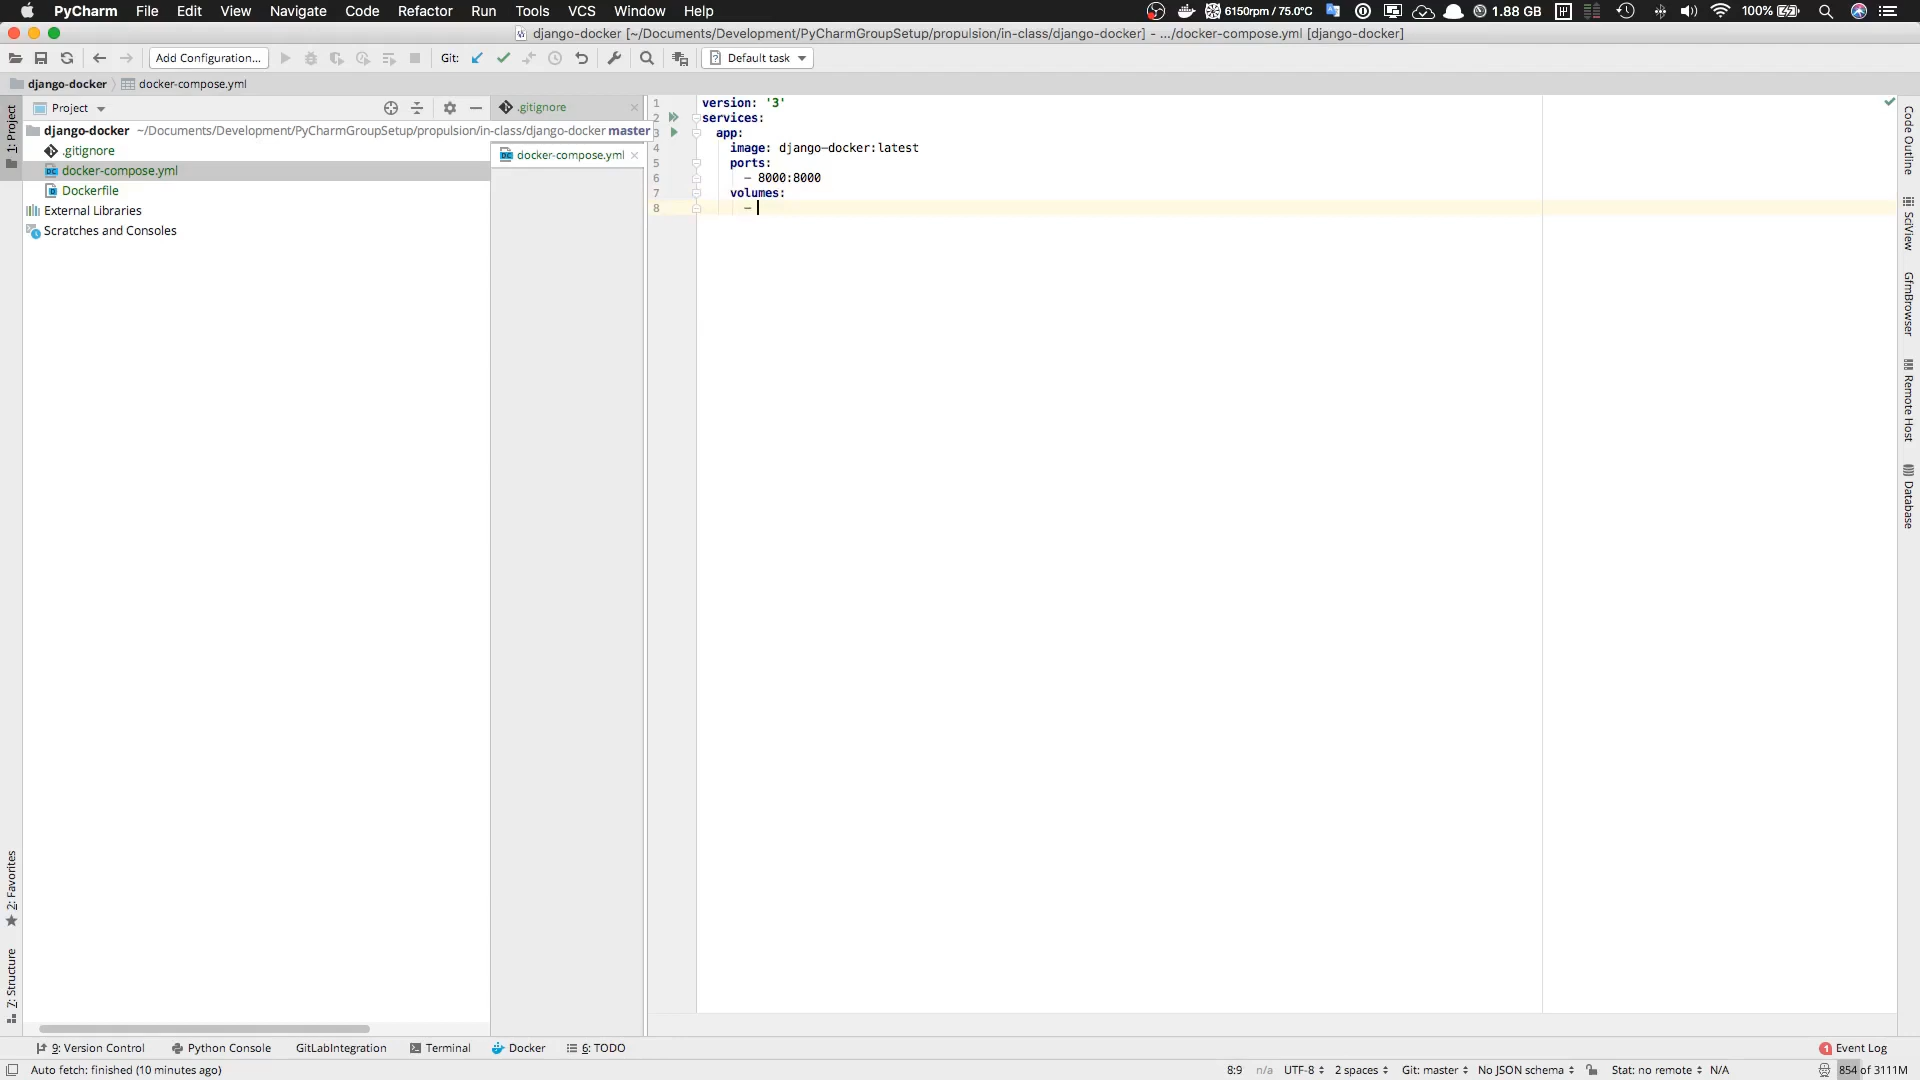 PyCharm File Edit View Navigate Code Refactor Run Tools VCS Window Help 6150rpm / 75.0°C 1.88 GB 100%
django-docker [~/Documents/Development/PyCharmGroupSetup/propulsion/in-class/django-docker] - .../docker-compose.yml [django-docker]
Add Configuration... Git: Default task
django-docker docker-compose.yml
1: Project
Project
django-docker ~/Documents/Development/PyCharmGroupSetup/propulsion/in-class/django-docker master
.gitignore
docker-compose.yml
Dockerfile
External Libraries
Scratches and Consoles
.gitignore
docker-compose.yml
1 version: '3'
2 services:
3 app:
4 image: django-docker:latest
5 ports:
6 - 8000:8000
7 volumes:
8 -
Code Outline
SciView
GfmBrowser
Remote Host
Database
2: Favorites
7: Structure
9: Version Control Python Console GitLabIntegration Terminal Docker 6: TODO 1 Event Log
Auto fetch: finished (10 minutes ago) 8:9 n/a UTF-8 2 spaces Git: master No JSON schema Stat: no remote N/A 854 of 3111M